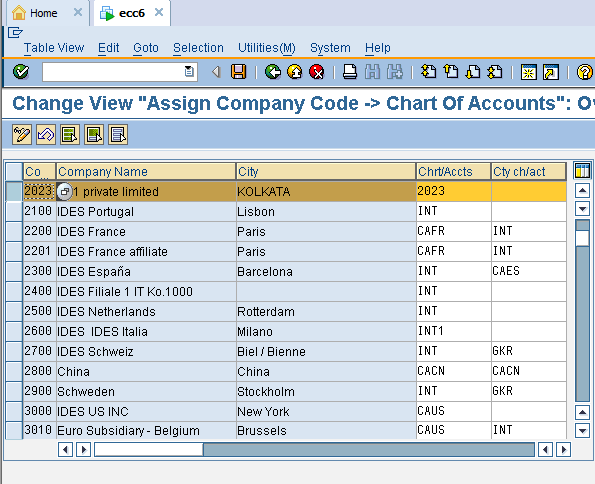 Home ecc6
Table View Edit Goto Selection Utilities(M) System Help
Change View "Assign Company Code -> Chart Of Accounts": Ov
Co.. Company Name City Chrt/Accts Cty ch/act
2023 1 private limited KOLKATA 2023
2100 IDES Portugal Lisbon INT
2200 IDES France Paris CAFR INT
2201 IDES France affiliate Paris CAFR INT
2300 IDES España Barcelona INT CAES
2400 IDES Filiale 1 IT Ko.1000 INT
2500 IDES Netherlands Rotterdam INT
2600 IDES IDES Italia Milano INT1
2700 IDES Schweiz Biel / Bienne INT GKR
2800 China China CACN CACN
2900 Schweden Stockholm INT GKR
3000 IDES US INC New York CAUS
3010 Euro Subsidiary - Belgium Brussels CAUS INT